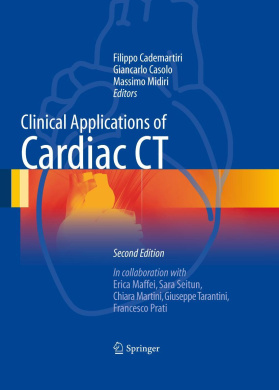 Filippo Cademartiri
Giancarlo Casolo
Massimo Midiri
Editors
Clinical Applications of
Cardiac CT
Second Edition
In collaboration with
Erica Maffei, Sara Seitun,
Chiara Martini, Giuseppe Tarantini,
Francesco Prati
Springer